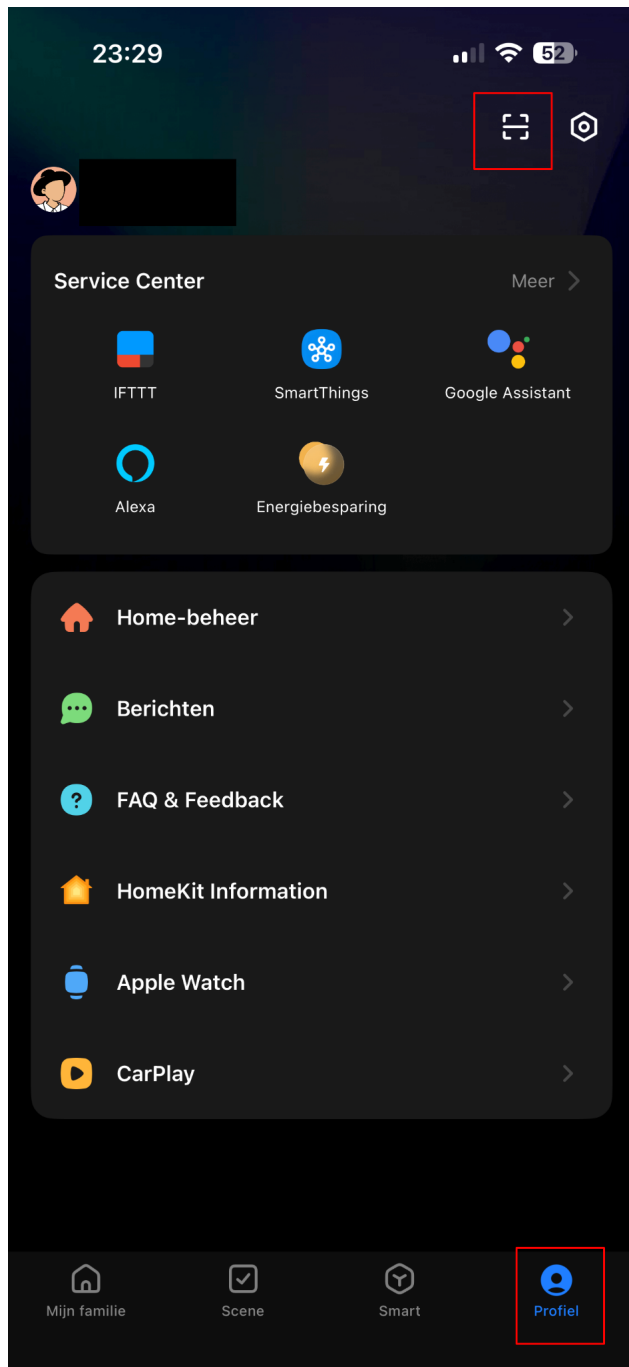 23:29
52
Service Center
Meer
IFTTT
SmartThings
Google Assistant
Alexa
Energiebesparing
Home-beheer
Berichten
FAQ & Feedback
HomeKit Information
Apple Watch
CarPlay
Mijn familie
Scene
Smart
Profiel